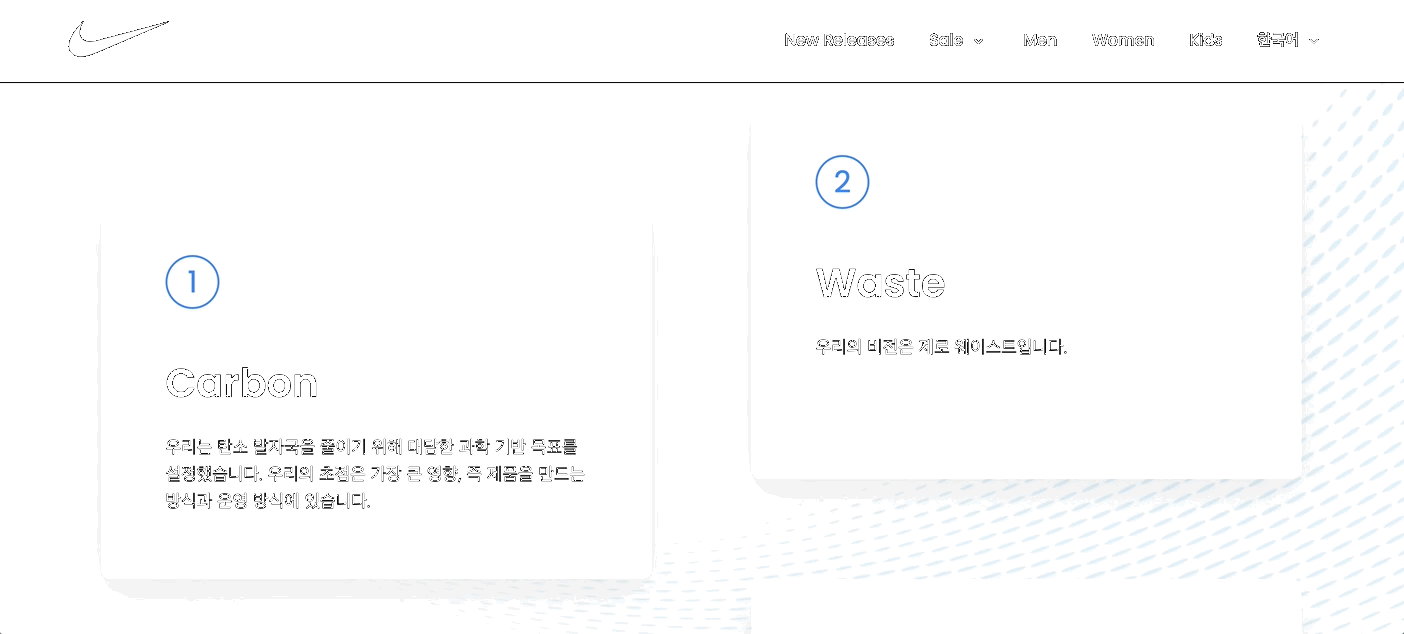 New Releases Sale Men Women Kids 한국어
1
Carbon
우리는 탄소 발자국을 줄이기 위해 대담한 과학 기반 목표를
설정했습니다. 우리의 초점은 가장 큰 영향, 즉 제품을 만드는
방식과 운영 방식에 있습니다.
2
Waste
우리의 비전은 제로 웨이스트입니다.